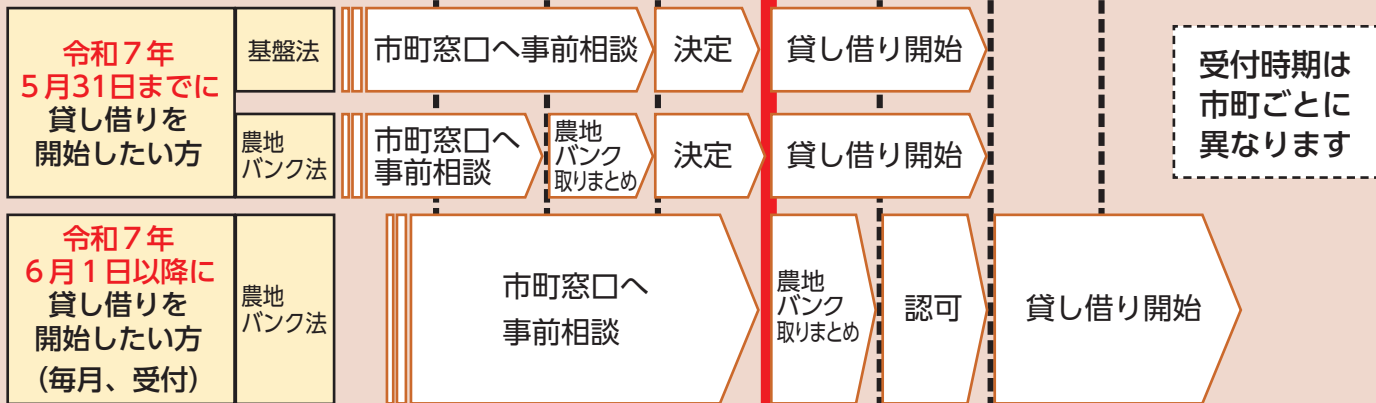 令和７年
５月31日までに
貸し借りを
開始したい方
基盤法
市町窓口へ事前相談
決定
貸し借り開始
農地
バンク法
市町窓口へ
事前相談
農地
バンク
取りまとめ
決定
貸し借り開始
受付時期は
市町ごとに
異なります
令和７年
６月１日以降に
貸し借りを
開始したい方
（毎月、受付）
農地
バンク法
市町窓口へ
事前相談
農地
バンク
取りまとめ
認可
貸し借り開始